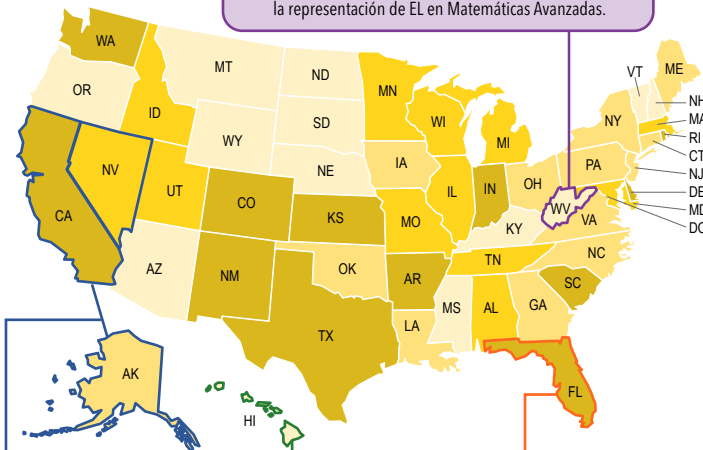 la representación de EL en Matemáticas Avanzadas.
WA
OR
MT
ND
MN
VT
ME
ID
SD
WI
MI
NY
NH
MA
RI
CT
NJ
DE
MD
DC
WY
NE
IA
PA
NV
UT
CO
KS
IL
IN
OH
WV
VA
CA
MO
KY
AZ
NM
OK
AR
TN
NC
SC
TX
LA
MS
AL
GA
FL
AK
HI